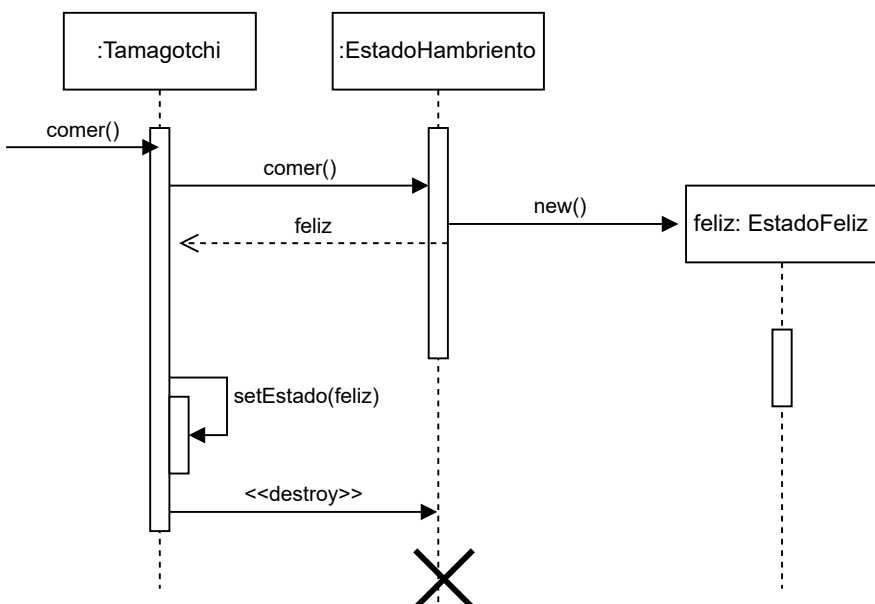 :Tamagotchi
:EstadoHambriento
comer()
comer()
new()
feliz: EstadoFeliz
feliz
setEstado(feliz)
<<destroy>>